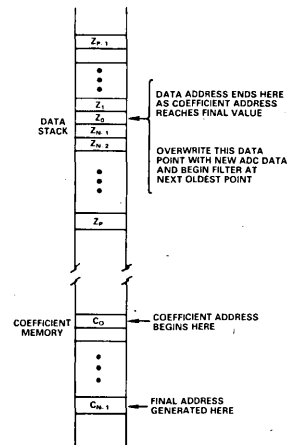 Z_{P-1}
Z_1
Z_0
Z_{N-1}
Z_{N-2}
Z_P
DATA
STACK
DATA ADDRESS ENDS HERE
AS COEFFICIENT ADDRESS
REACHES FINAL VALUE
OVERWRITE THIS DATA
POINT WITH NEW ADC DATA
AND BEGIN FILTER AT
NEXT OLDEST POINT
COEFFICIENT
MEMORY
C_0
COEFFICIENT ADDRESS
BEGINS HERE
C_{N-1}
FINAL ADDRESS
GENERATED HERE